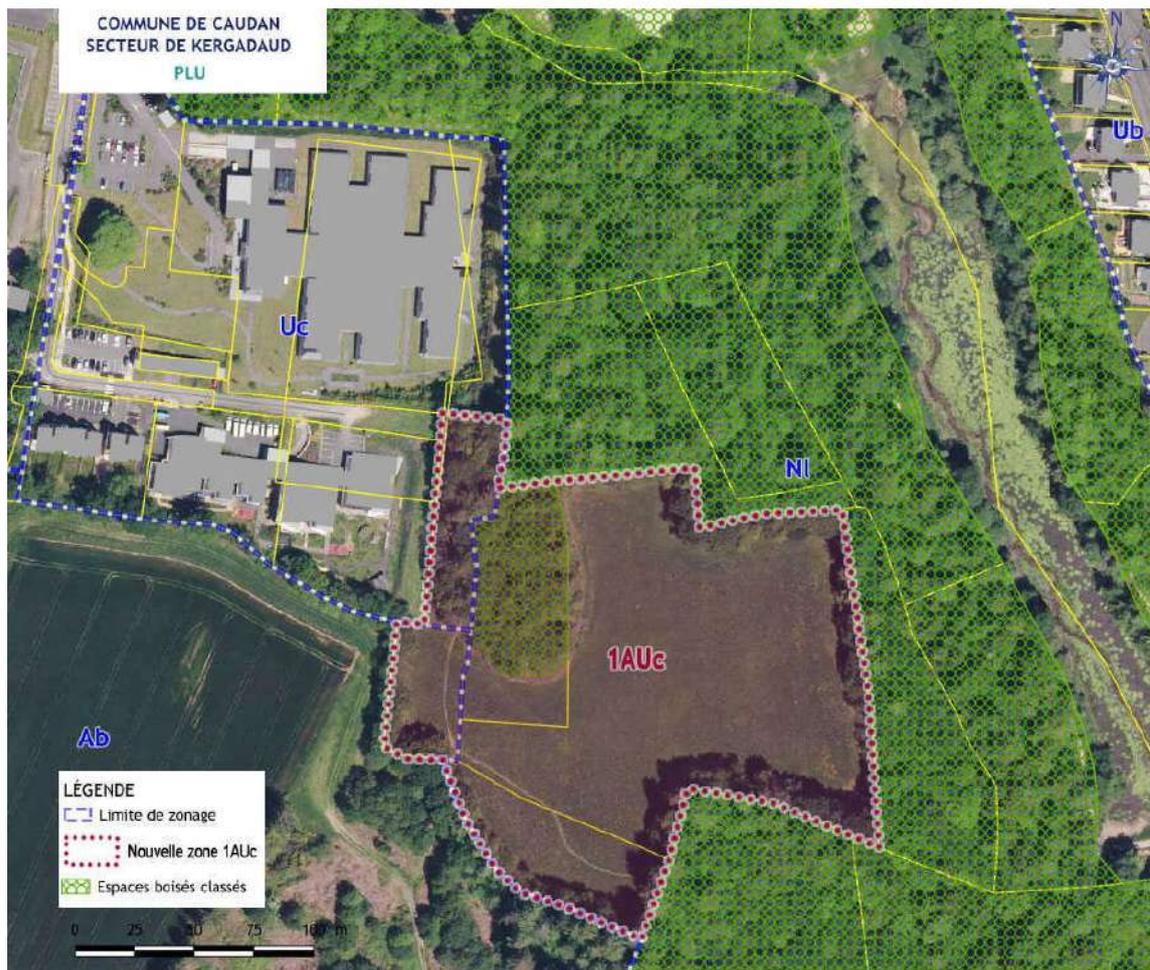 COMMUNE DE CAUDAN
SECTEUR DE KERGADAUD
PLU
N
Ub
Uc
Nl
1AUc
Ab
LÉGENDE
Limite de zonage
Nouvelle zone 1AUc
Espaces boisés classés
0 25 50 75 100 m